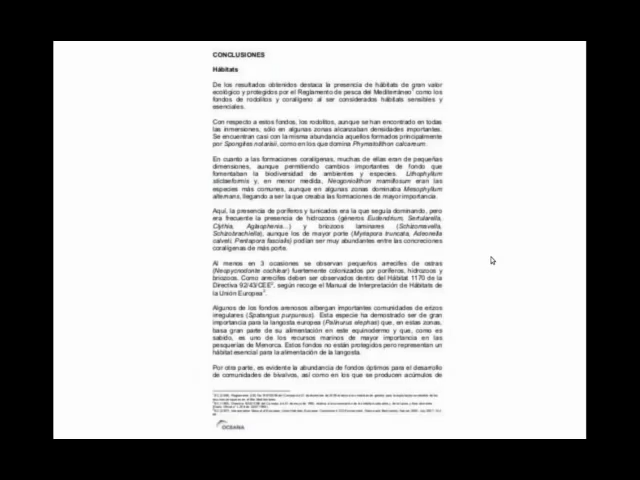 CONCLUSIONES
Hábitats
De los resultados obtenidos destaca la presencia de hábitats de gran valor
ecológico y protegidos por el Reglamento de pesca del Mediterráneo¹ como los
fondos de rodolitos y coralígeno al ser considerados hábitats sensibles y
esenciales.
Con respecto a estos fondos, los rodolitos, aunque se han encontrado en todas
las inmersiones, sólo en algunas zonas alcanzaban densidades importantes.
Se encuentran casi con la misma abundancia aquellos formados principalmente
por Spongites notarisii, como en los que domina Phymatolithon calcareum.
En cuanto a las formaciones coralígenas, muchas de ellas eran de pequeñas
dimensiones, aunque permitiendo cambios importantes de fondo que
fomentaban la biodiversidad de ambientes y especies. Lithophyllum
stictaeformis y, en menor medida, Neogoniolithon mamillosum eran las
especies más comunes, aunque en algunas zonas dominaba Mesophyllum
alternans, llegando a ser la que creaba las formaciones de mayor importancia.
Aquí, la presencia de poríferos y tunicados era la que seguía dominando, pero
era frecuente la presencia de hidrozoos (géneros Eudendrium, Sertularella,
Clythia, Aglaophenia...) y briozoos laminares (Schizomavella,
Schizobrachiella), aunque los de mayor porte (Myriapora truncata, Adeonella
calveti, Pentapora fascialis) podían ser muy abundantes entre las concreciones
coralígenas de más porte.
Al menos en 3 ocasiones se observan pequeños arrecifes de ostras
(Neopycnodonte cochlear) fuertemente colonizados por poríferos, hidrozoos y
briozoos. Como arrecifes deben ser observados dentro del Hábitat 1170 de la
Directiva 92/43/CEE², según recoge el Manual de Interpretación de Hábitats de
la Unión Europea³.
Algunos de los fondos arenosos albergan importantes comunidades de erizos
irregulares (Spatangus purpureus). Esta especie ha demostrado ser de gran
importancia para la langosta europea (Palinurus elephas) que, en estas zonas,
basa gran parte de su alimentación en este equinodermo y que, como es
sabido, es uno de los recursos marinos de mayor importancia en las
pesquerías de Menorca. Estos fondos no están protegidos pero representan un
hábitat esencial para la alimentación de la langosta.
Por otra parte, es evidente la abundancia de fondos óptimos para el desarrollo
de comunidades de bivalvos, así como en los que se producen acúmulos de
OCEANA